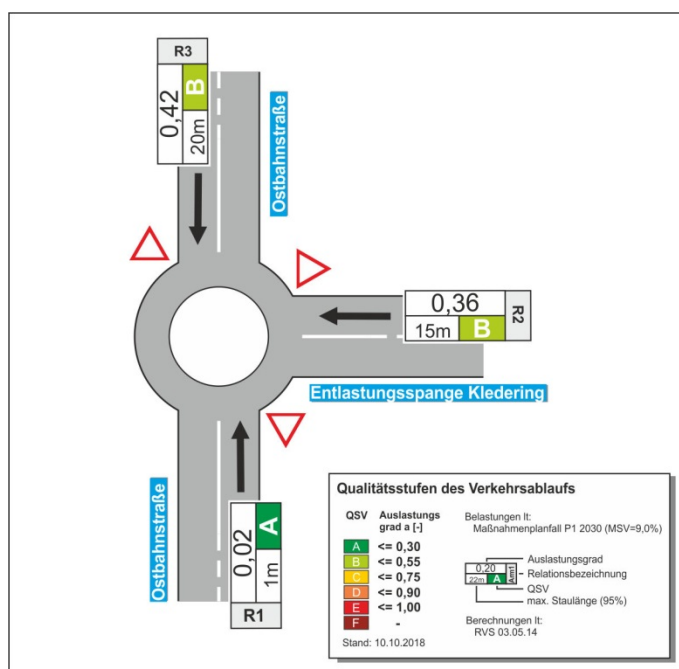 R3
0,42
B
20m
Ostbahnstraße
0,36
15m
B
R2
Entlastungsspange Kledering
Ostbahnstraße
0,02
A
1m
R1
Qualitätsstufen des Verkehrsablaufs
QSV Auslastungs
grad a [-]
A <= 0,30
B <= 0,55
C <= 0,75
D <= 0,90
E <= 1,00
F -
Stand: 10.10.2018
Belastungen lt:
Maßnahmenplanfall P1 2030 (MSV=9,0%)
0,20
22m A Arm1
Auslastungsgrad
Relationsbezeichnung
QSV
max. Staulänge (95%)
Berechnungen lt:
RVS 03.05.14